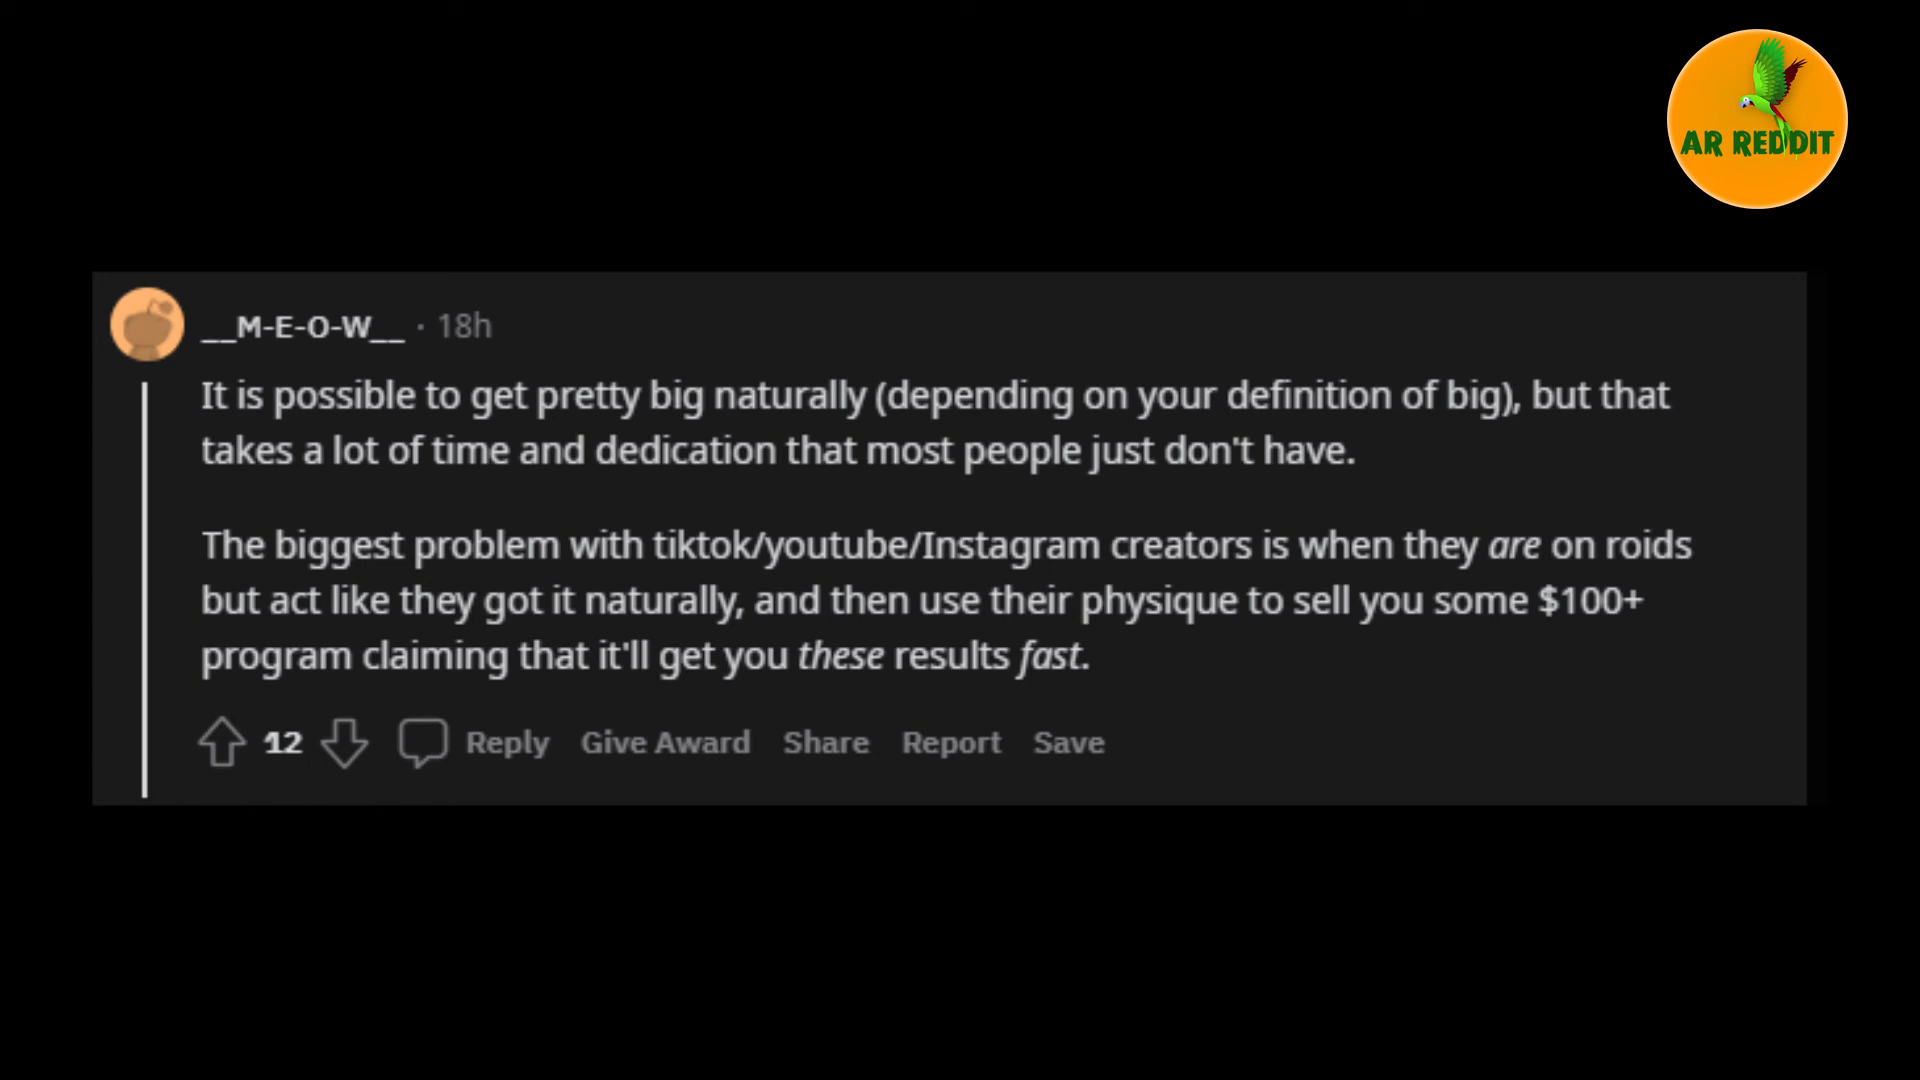 AR REDDIT
__M-E-O-W__ · 18h
It is possible to get pretty big naturally (depending on your definition of big), but that
takes a lot of time and dedication that most people just don't have.
The biggest problem with tiktok/youtube/Instagram creators is when they are on roids
but act like they got it naturally, and then use their physique to sell you some $100+
program claiming that it'll get you these results fast.
12 Reply Give Award Share Report Save